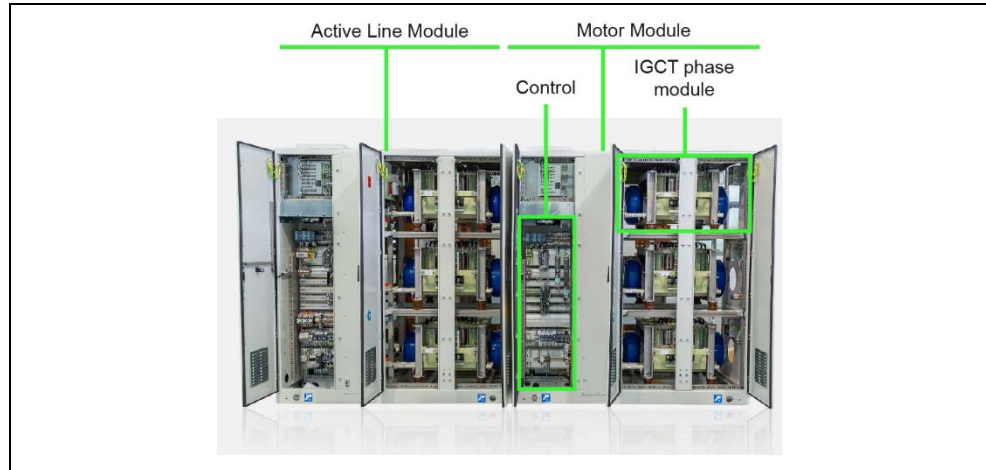 Active Line Module
Motor Module
IGCT phase
module
Control